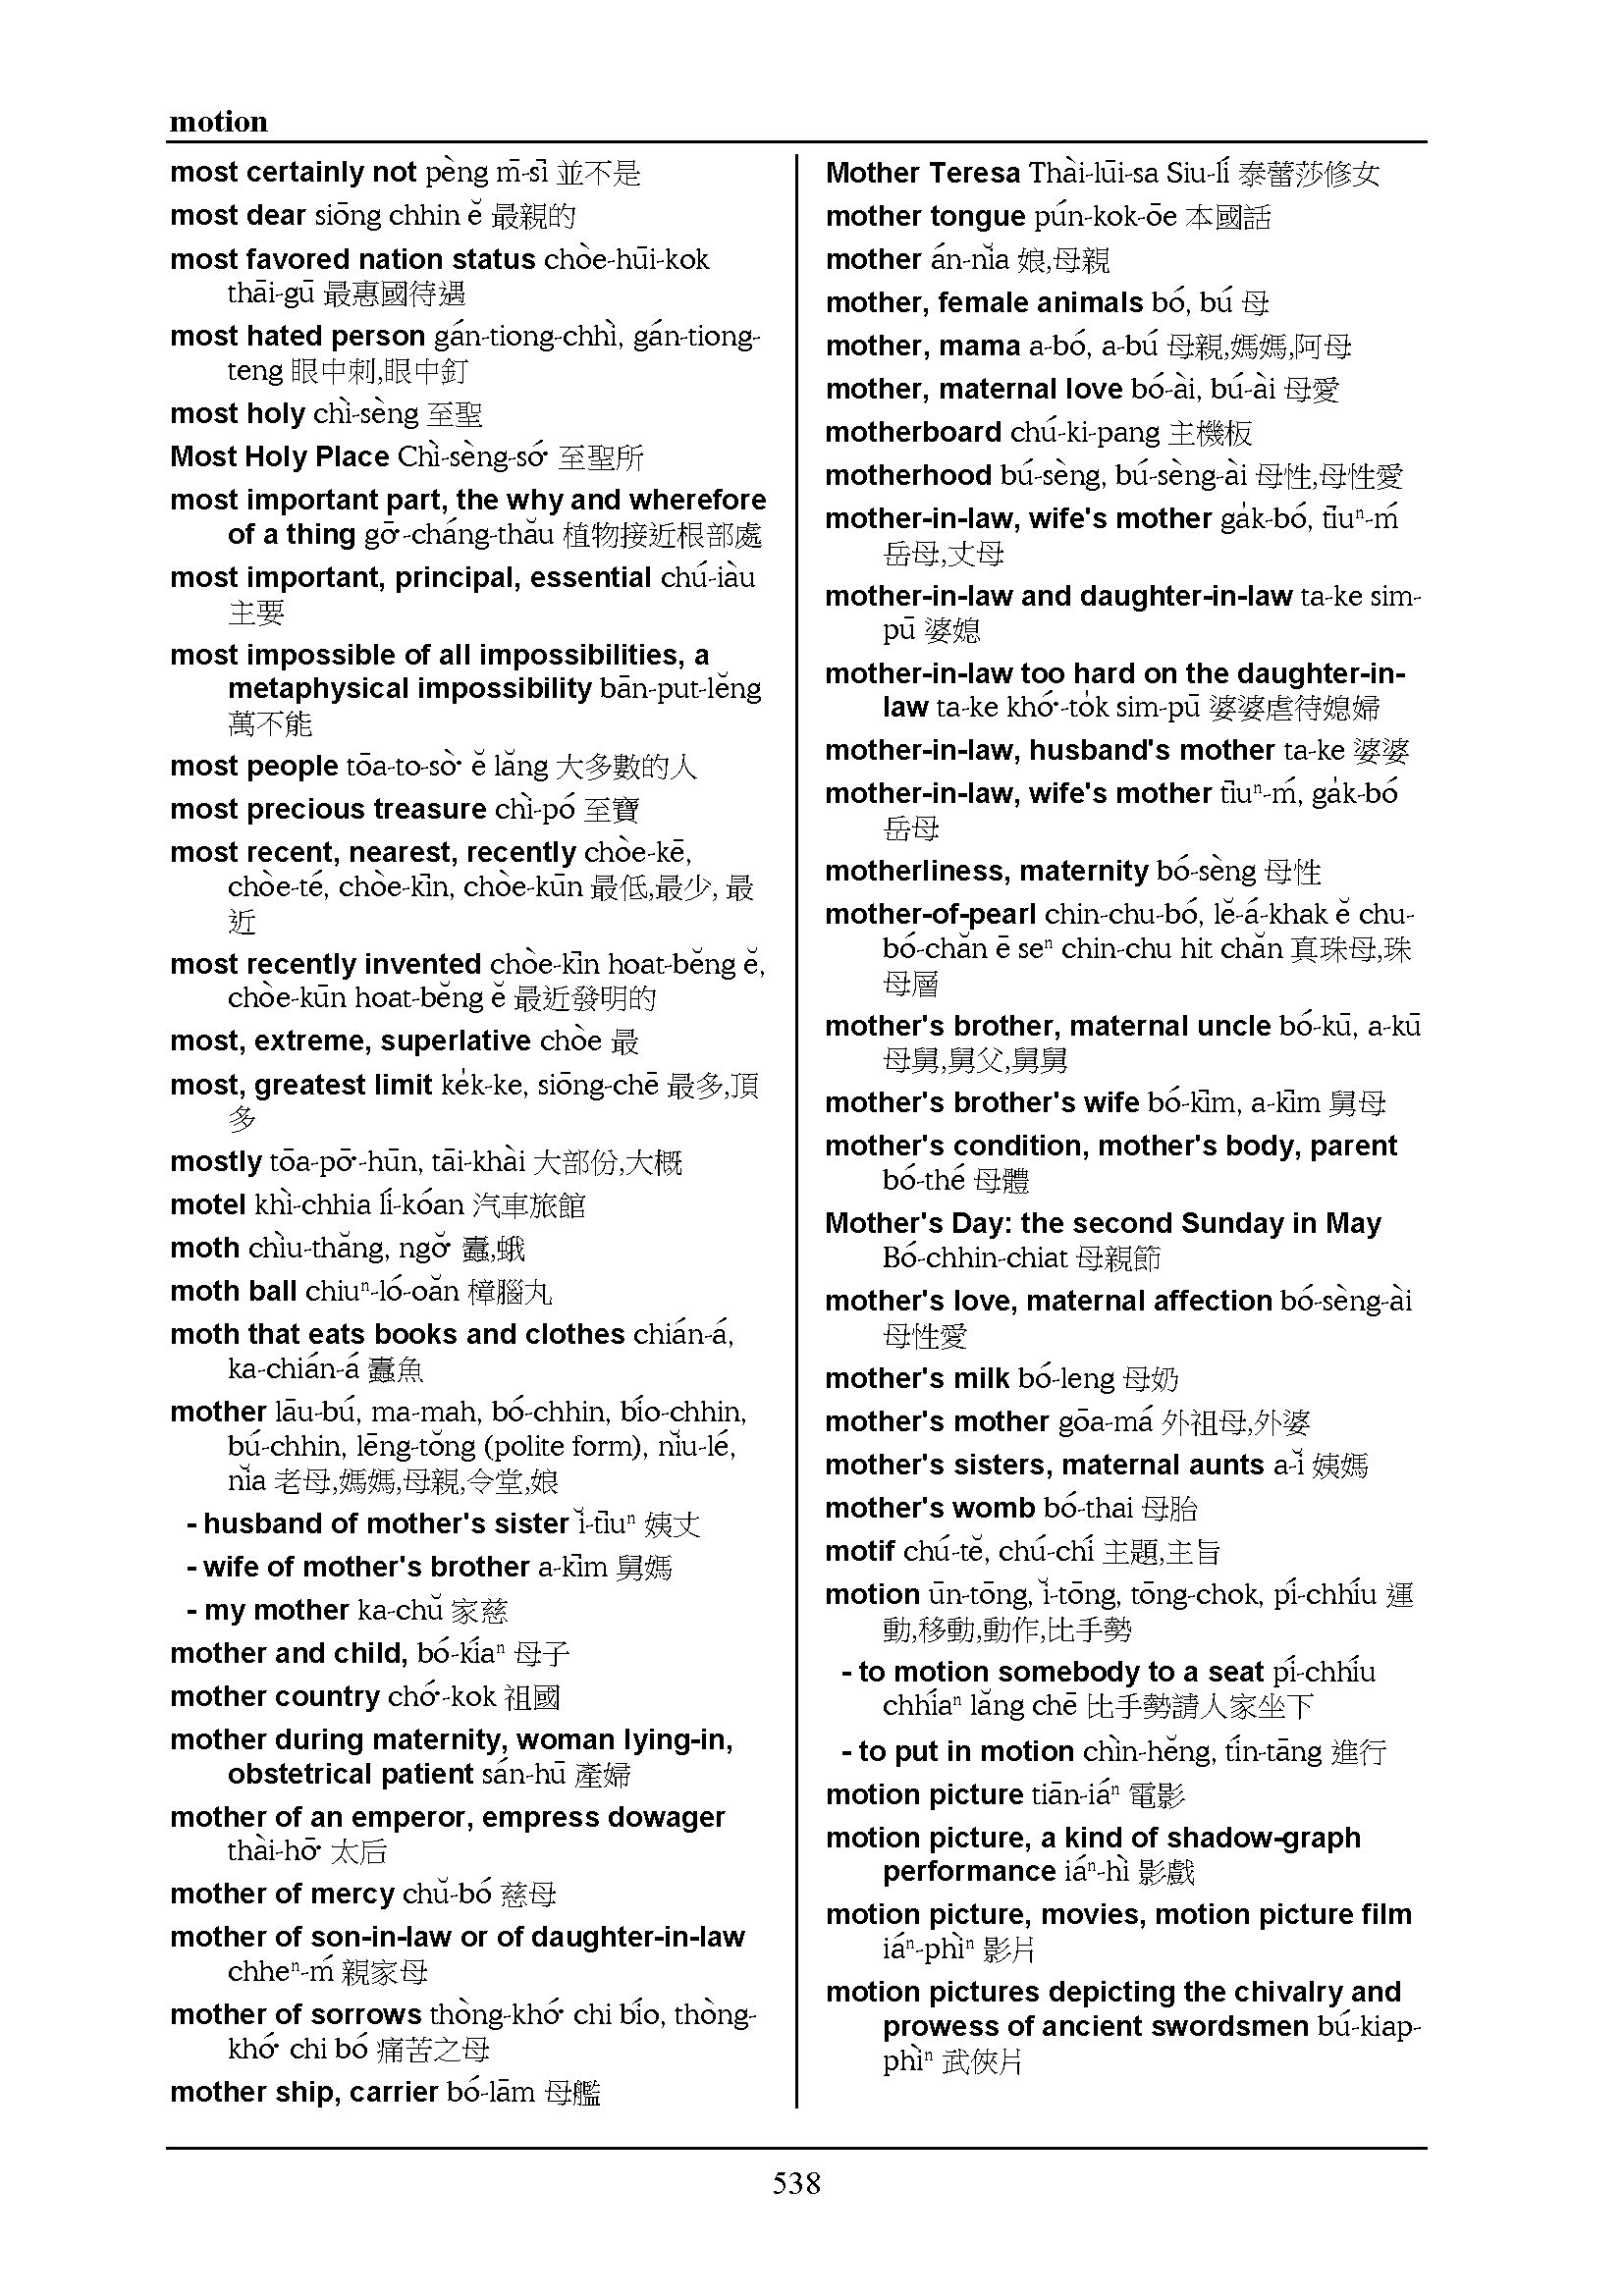 motion
most certainly not pèng m̄-sī 並不是
most dear siōng chhin ĕ 最親的
most favored nation status chòe-hūi-kok
thāi-gū 最惠國待遇
most hated person gán-tiong-chhì, gán-tiong-
teng 眼中刺,眼中釘
most holy chì-sèng 至聖
Most Holy Place Chì-sèng-só͘ 至聖所
most important part, the why and wherefore
of a thing gō͘-cháng-thău 植物接近根部處
most important, principal, essential chú-iàu
主要
most impossible of all impossibilities, a
metaphysical impossibility bān-put-lĕng
萬不能
most people tōa-to-sò͘ ĕ lăng 大多數的人
most precious treasure chì-pó 至寶
most recent, nearest, recently chòe-kē,
chòe-té, chòe-kīn, chòe-kūn 最低,最少, 最
近
most recently invented chòe-kīn hoat-bĕng ĕ,
chòe-kūn hoat-bĕng ĕ 最近發明的
most, extreme, superlative chòe 最
most, greatest limit ke̍k-ke, siōng-chē 最多,頂
多
mostly tōa-pō͘-hūn, tāi-khài 大部份,大概
motel khì-chhia lí-kóan 汽車旅館
moth chìu-thăng, ngŏ͘ 蠹,蛾
moth ball chiuⁿ-ló-oăn 樟腦丸
moth that eats books and clothes chián-á,
ka-chián-á 蠹魚
mother lāu-bú, ma-mah, bó-chhin, bío-chhin,
bú-chhin, lēng-tŏng (polite form), nĭu-lé,
nĭa 老母,媽媽,母親,令堂,娘
- husband of mother's sister ĭ-tīuⁿ 姨丈
- wife of mother's brother a-kīm 舅媽
- my mother ka-chŭ 家慈
mother and child, bó-kíaⁿ 母子
mother country chó͘-kok 祖國
mother during maternity, woman lying-in,
obstetrical patient sán-hū 產婦
mother of an emperor, empress dowager
thài-hō͘ 太后
mother of mercy chŭ-bó 慈母
mother of son-in-law or of daughter-in-law
chheⁿ-ḿ 親家母
mother of sorrows thòng-khó͘ chi bío, thòng-
khó͘ chi bó 痛苦之母
mother ship, carrier bó-lām 母艦
Mother Teresa Thài-lūi-sa Siu-lí 泰蕾莎修女
mother tongue pún-kok-ōe 本國話
mother án-nĭa 娘,母親
mother, female animals bó, bú 母
mother, mama a-bó, a-bú 母親,媽媽,阿母
mother, maternal love bó-ài, bú-ài 母愛
motherboard chú-ki-pang 主機板
motherhood bú-sèng, bú-sèng-ài 母性,母性愛
mother-in-law, wife's mother ga̍k-bó, tīuⁿ-ḿ
岳母,丈母
mother-in-law and daughter-in-law ta-ke sim-
pū 婆媳
mother-in-law too hard on the daughter-in-
law ta-ke khó͘-to̍k sim-pū 婆婆虐待媳婦
mother-in-law, husband's mother ta-ke 婆婆
mother-in-law, wife's mother tīuⁿ-ḿ, ga̍k-bó
岳母
motherliness, maternity bó-sèng 母性
mother-of-pearl chin-chu-bó, lĕ-á-khak ĕ chu-
bó-chăn ē seⁿ chin-chu hit chăn 真珠母,珠
母層
mother's brother, maternal uncle bó-kū, a-kū
母舅,舅父,舅舅
mother's brother's wife bó-kīm, a-kīm 舅母
mother's condition, mother's body, parent
bó-thé 母體
Mother's Day: the second Sunday in May
Bó-chhin-chiat 母親節
mother's love, maternal affection bó-sèng-ài
母性愛
mother's milk bó-leng 母奶
mother's mother gōa-má 外祖母,外婆
mother's sisters, maternal aunts a-ĭ 姨媽
mother's womb bó-thai 母胎
motif chú-tĕ, chú-chí 主題,主旨
motion ūn-tōng, ĭ-tōng, tōng-chok, pí-chhíu 運
動,移動,動作,比手勢
- to motion somebody to a seat pí-chhíu
chhíaⁿ lăng chē 比手勢請人家坐下
- to put in motion chìn-hĕng, tín-tāng 進行
motion picture tiān-iáⁿ 電影
motion picture, a kind of shadow-graph
performance iáⁿ-hì 影戲
motion picture, movies, motion picture film
iáⁿ-phìⁿ 影片
motion pictures depicting the chivalry and
prowess of ancient swordsmen bú-kiap-
phìⁿ 武俠片
538